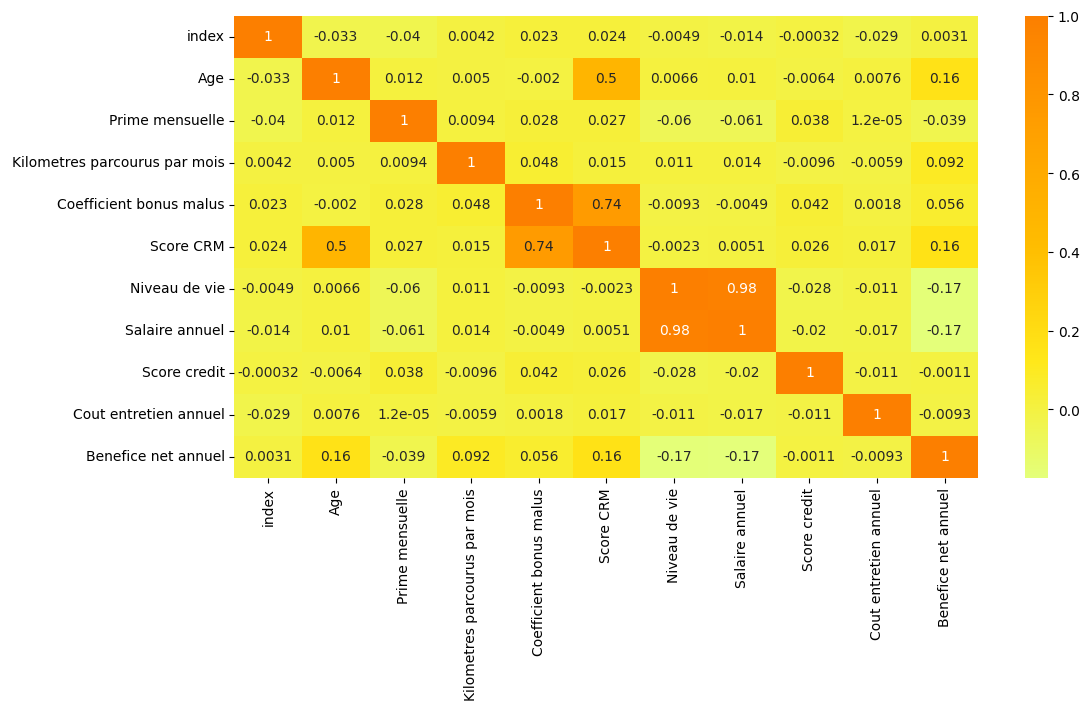 index 1 -0.033 -0.04 0.0042 0.023 0.024 -0.0049 -0.014 -0.00032 -0.029 0.0031
Age -0.033 1 0.012 0.005 -0.002 0.5 0.0066 0.01 -0.0064 0.0076 0.16
Prime mensuelle -0.04 0.012 1 0.0094 0.028 0.027 -0.06 -0.061 0.038 1.2e-05 -0.039
Kilometres parcourus par mois 0.0042 0.005 0.0094 1 0.048 0.015 0.011 0.014 -0.0096 -0.0059 0.092
Coefficient bonus malus 0.023 -0.002 0.028 0.048 1 0.74 -0.0093 -0.0049 0.042 0.0018 0.056
Score CRM 0.024 0.5 0.027 0.015 0.74 1 -0.0023 0.0051 0.026 0.017 0.16
Niveau de vie -0.0049 0.0066 -0.06 0.011 -0.0093 -0.0023 1 0.98 -0.028 -0.011 -0.17
Salaire annuel -0.014 0.01 -0.061 0.014 -0.0049 0.0051 0.98 1 -0.02 -0.017 -0.17
Score credit -0.00032 -0.0064 0.038 -0.0096 0.042 0.026 -0.028 -0.02 1 -0.011 -0.0011
Cout entretien annuel -0.029 0.0076 1.2e-05 -0.0059 0.0018 0.017 -0.011 -0.017 -0.011 1 -0.0093
Benefice net annuel 0.0031 0.16 -0.039 0.092 0.056 0.16 -0.17 -0.17 -0.0011 -0.0093 1
index
Age
Prime mensuelle
Kilometres parcourus par mois
Coefficient bonus malus
Score CRM
Niveau de vie
Salaire annuel
Score credit
Cout entretien annuel
Benefice net annuel
1.0
0.8
0.6
0.4
0.2
0.0